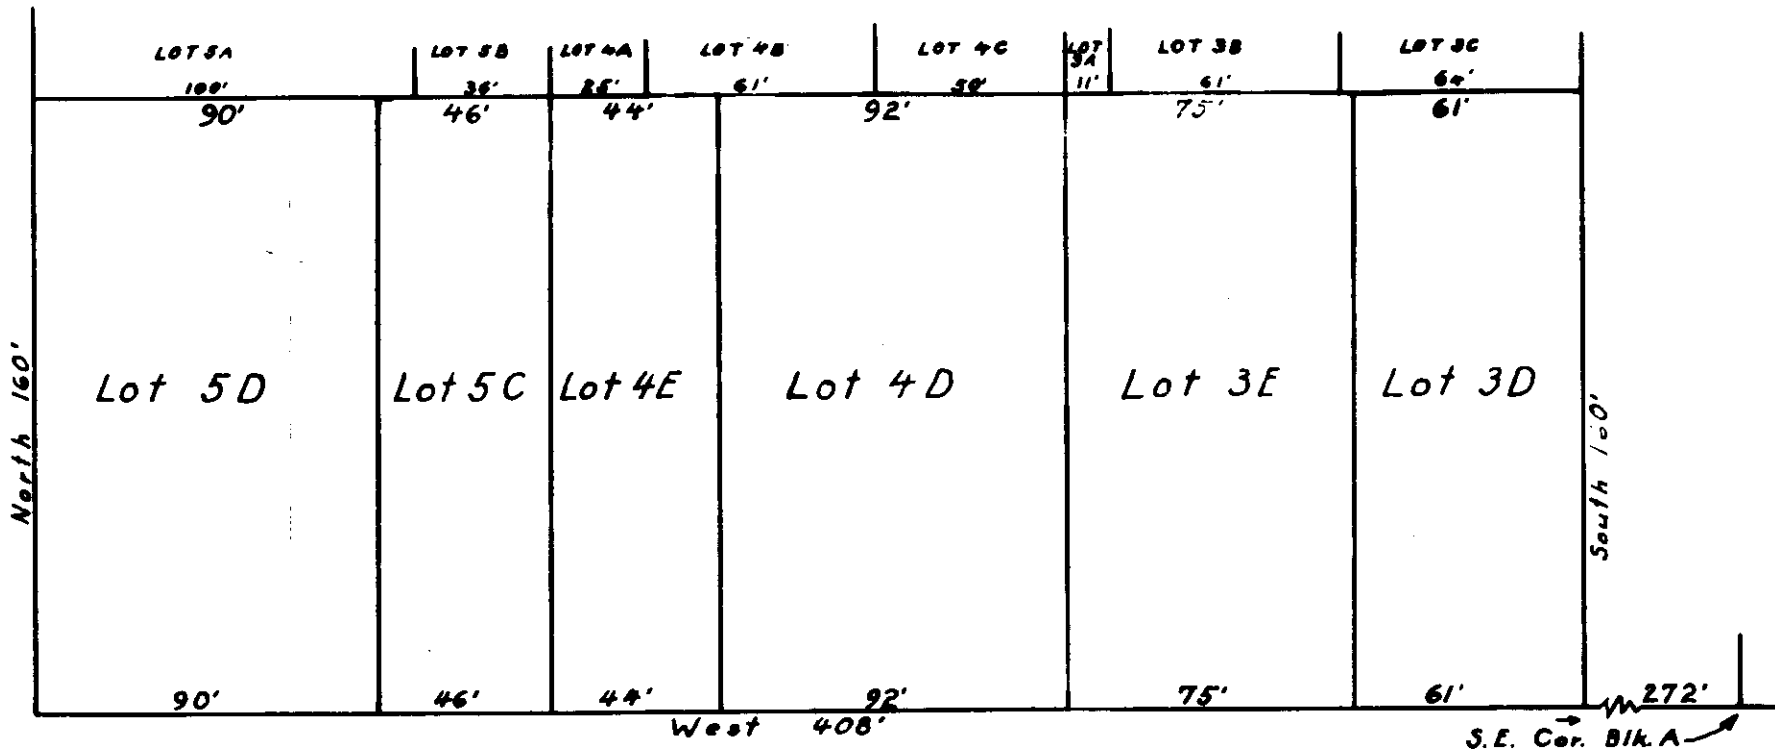 LOT 5A LOT 5B LOT 4A LOT 4B LOT 4C LOT 3A LOT 3B LOT 3C
100' 36' 25' 61' 50' 11' 61' 64'
90' 46' 44' 92' 75' 61'
North 160'
Lot 5D Lot 5C Lot 4E Lot 4D Lot 3E Lot 3D
South 160'
90' 46' 44' 92' 75' 61' 272'
West 408'
S.E. Cor. Blk. A